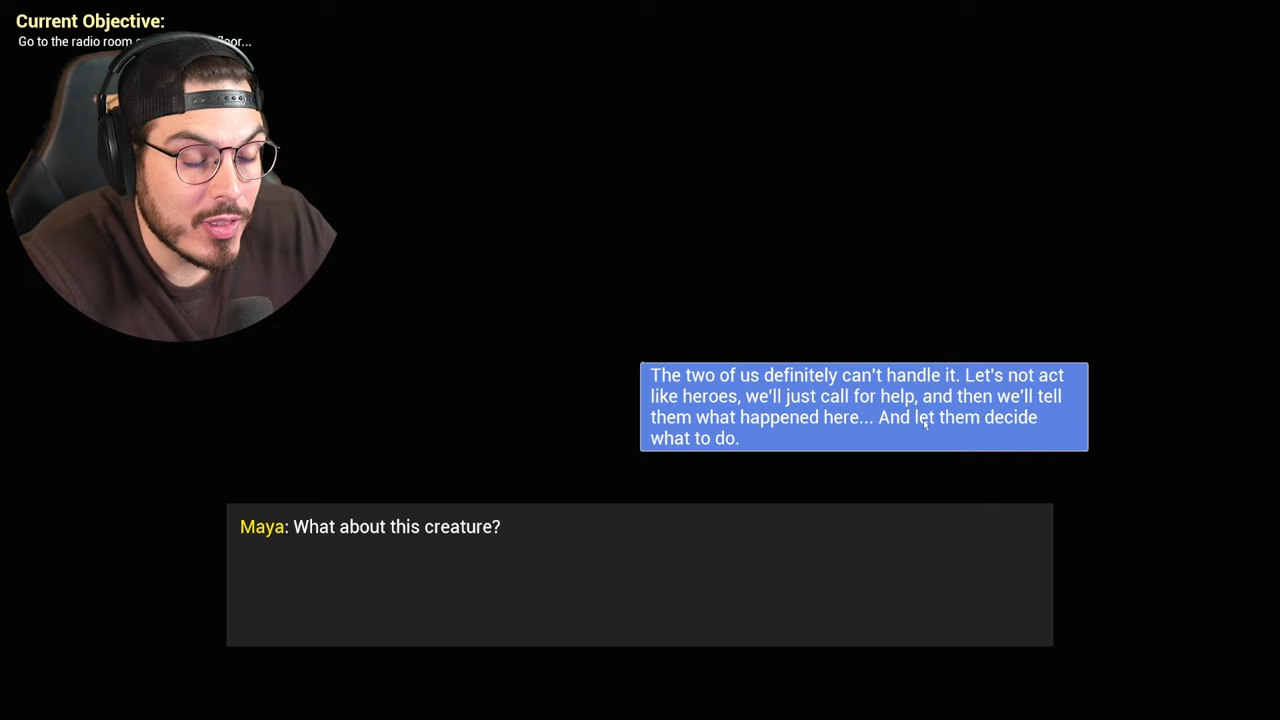 Current Objective:
Go to the radio room
The two of us definitely can't handle it. Let's not act
like heroes, we'll just call for help, and then we'll tell
them what happened here... And let them decide
what to do.
Maya: What about this creature?